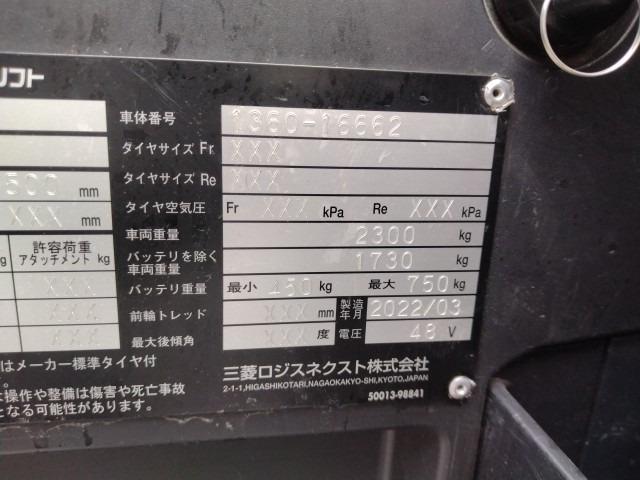 リフト
車体番号 1360-16662
タイヤサイズ Fr XXX
タイヤサイズ Re XXX
500 mm
タイヤ空気圧 Fr XXX kPa Re XXX kPa
XXX mm
車両重量 2300 kg
許容荷重
アタッチメント kg
バッテリを除く
車両重量 1730 kg
XXX
バッテリ重量 最小 450 kg 最大 750 kg
XXX
前輪トレッド XXX mm 製造年月 2022/03
XXX
最大後傾角 XXX 度 電圧 48 V
はメーカー標準タイヤ付
三菱ロジスネクスト株式会社
2-1-1,HIGASHIKOTARI,NAGAOKAKYO-SHI,KYOTO,JAPAN
な操作や整備は傷害や死亡事故
となる可能性があります。
50013-98841